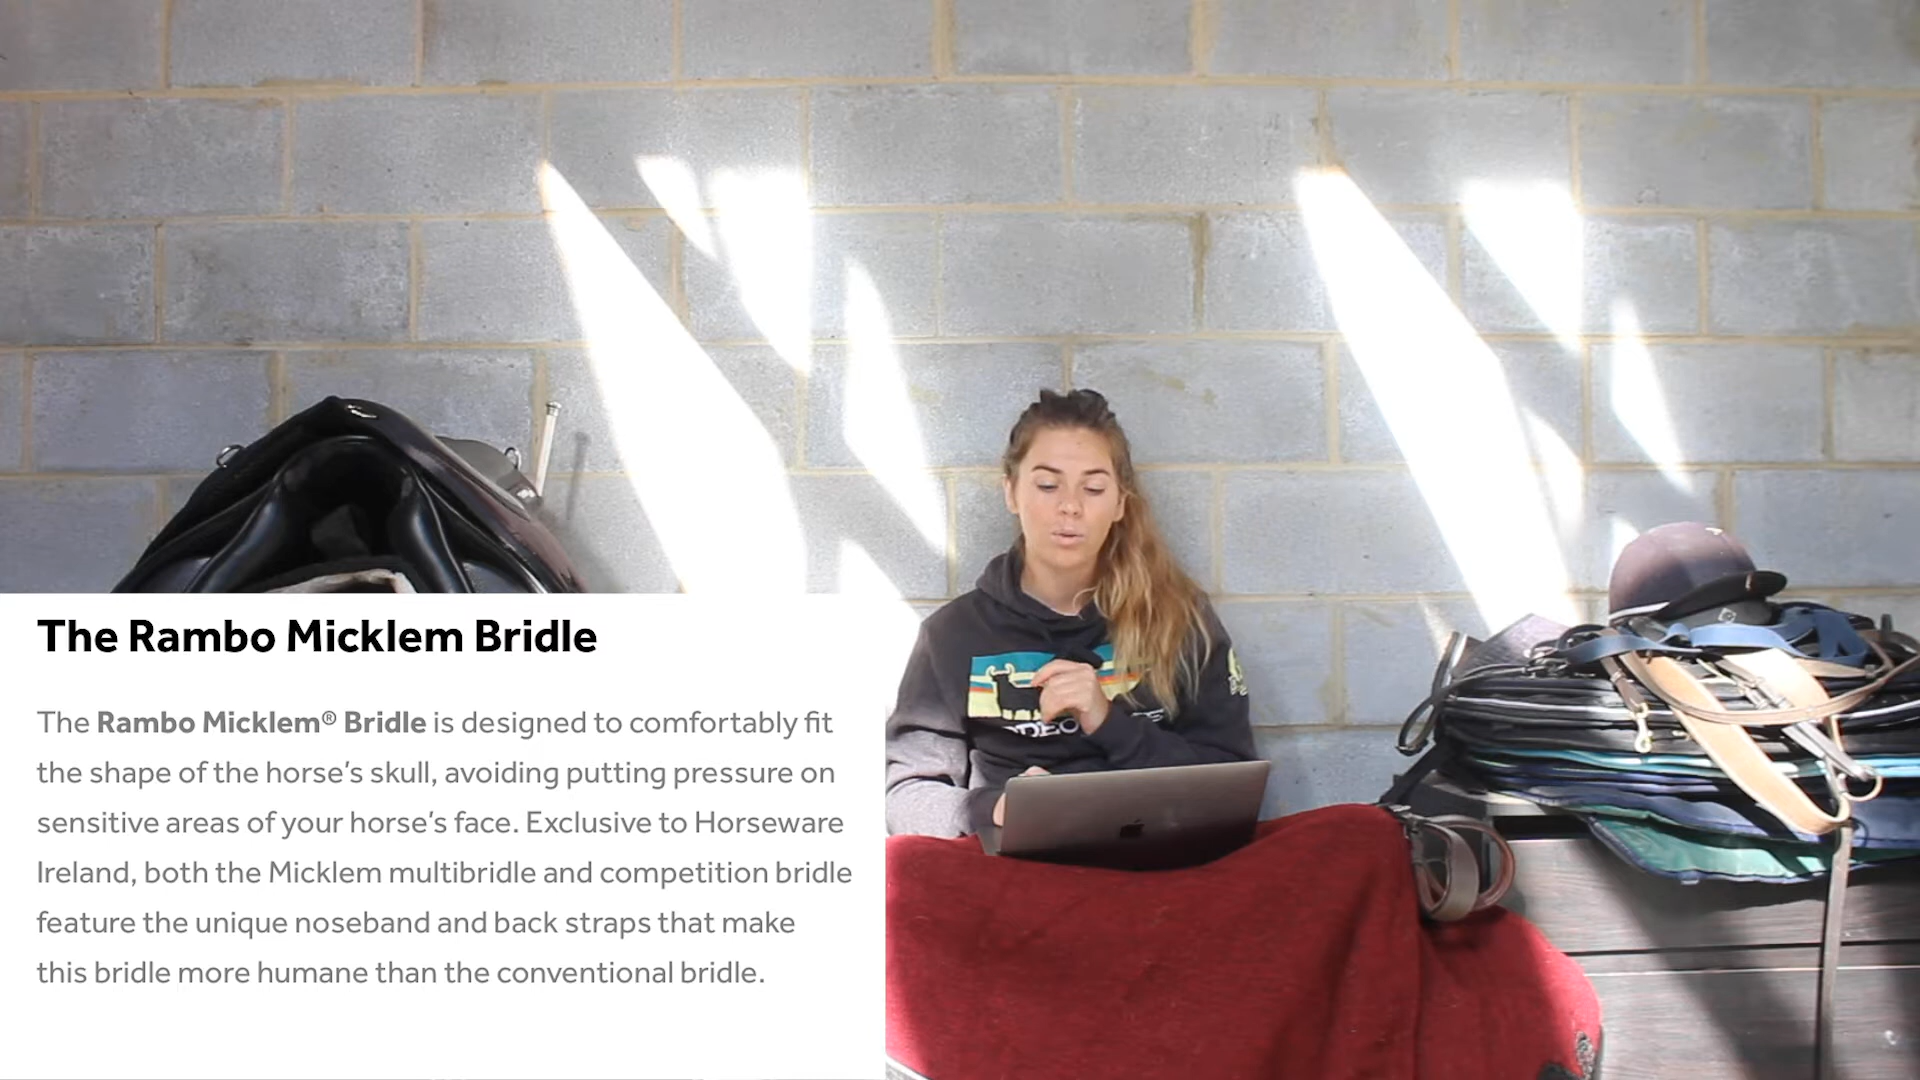 The Rambo Micklem Bridle
The Rambo Micklem® Bridle is designed to comfortably fit
the shape of the horse's skull, avoiding putting pressure on
sensitive areas of your horse's face. Exclusive to Horseware
Ireland, both the Micklem multibridle and competition bridle
feature the unique noseband and back straps that make
this bridle more humane than the conventional bridle.